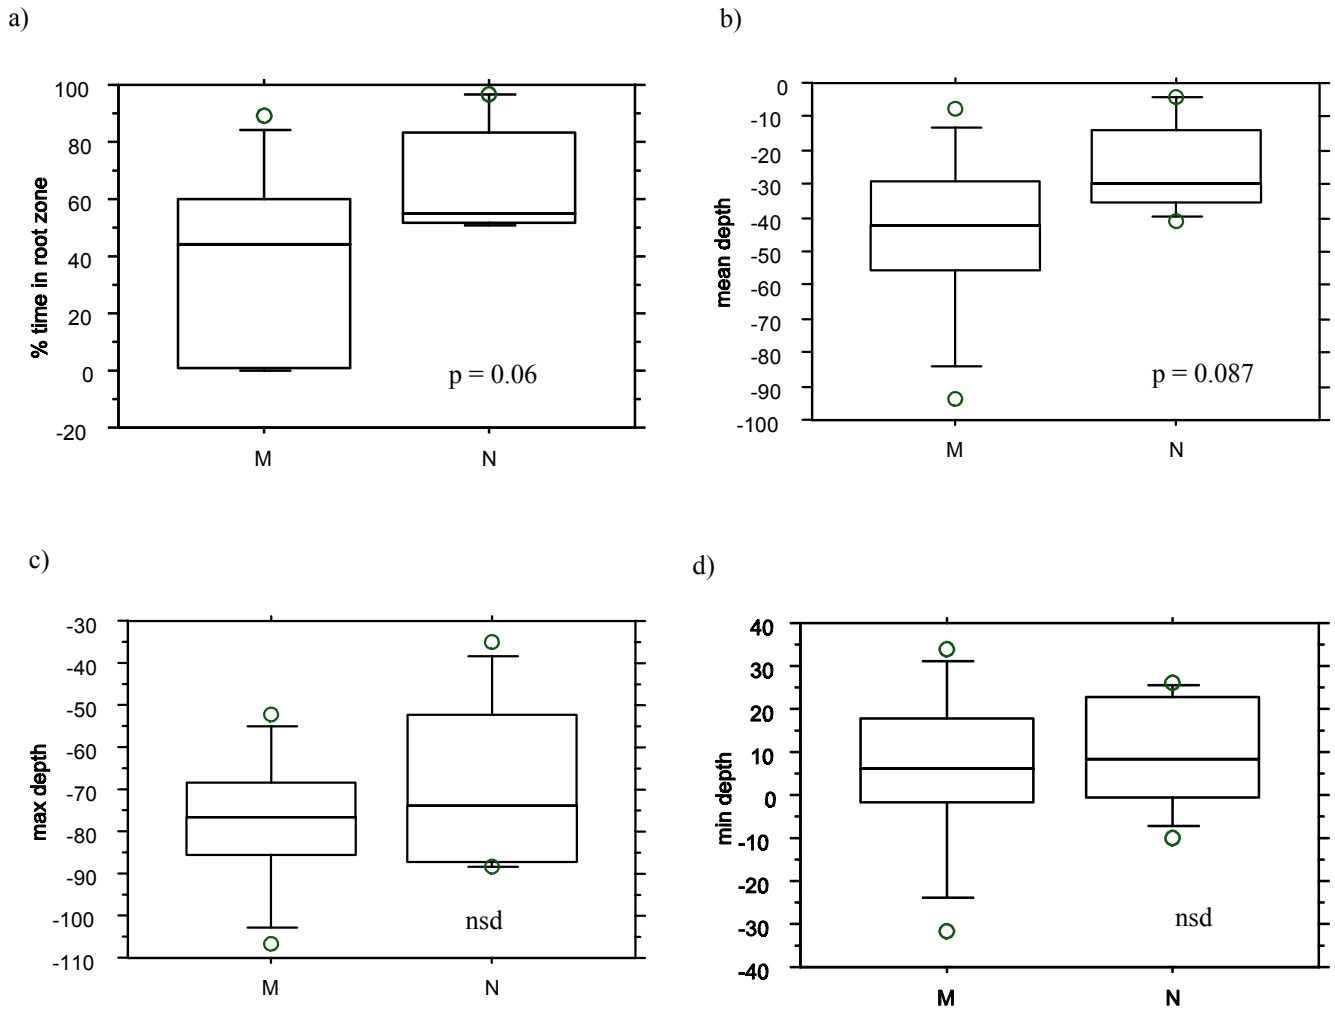 a)
100
80
60
40
20
0
-20
% time in root zone
p = 0.06
M
N
b)
0
-10
-20
-30
-40
-50
-60
-70
-80
-90
-100
mean depth
p = 0.087
M
N
c)
-30
-40
-50
-60
-70
-80
-90
-100
-110
max depth
nsd
M
N
d)
40
30
20
10
0
-10
-20
-30
-40
min depth
nsd
M
N